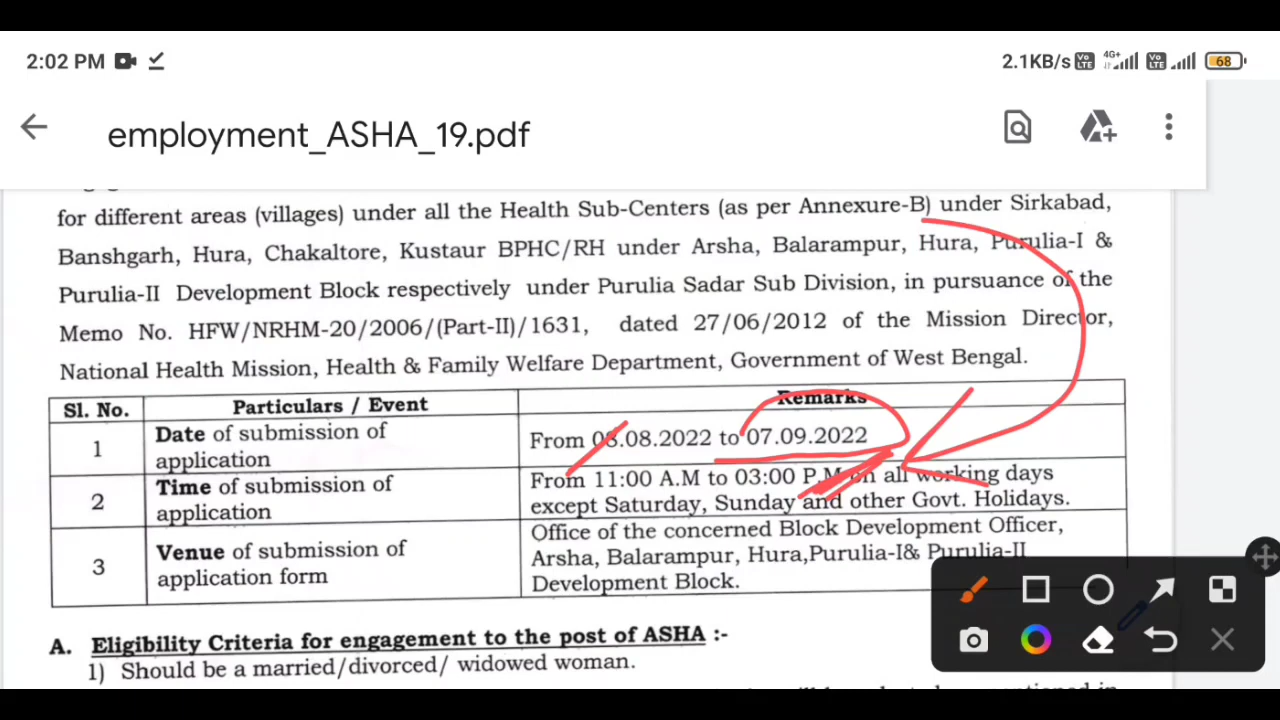 2:02 PM
2.1KB/s Vo LTE 4G+ Vo LTE 68
employment_ASHA_19.pdf
for different areas (villages) under all the Health Sub-Centers (as per Annexure-B) under Sirkabad,
Banshgarh, Hura, Chakaltore, Kustaur BPHC/RH under Arsha, Balarampur, Hura, Purulia-I &
Purulia-II Development Block respectively under Purulia Sadar Sub Division, in pursuance of the
Memo No. HFW/NRHM-20/2006/(Part-II)/1631, dated 27/06/2012 of the Mission Director,
National Health Mission, Health & Family Welfare Department, Government of West Bengal.
Sl. No. Particulars / Event Remarks
1 Date of submission of application From 08.08.2022 to 07.09.2022
2 Time of submission of application From 11:00 A.M to 03:00 P.M on all working days
except Saturday, Sunday and other Govt. Holidays.
3 Venue of submission of application form Office of the concerned Block Development Officer,
Arsha, Balarampur, Hura,Purulia-I& Purulia-II
Development Block.
A. Eligibility Criteria for engagement to the post of ASHA :-
1) Should be a married/divorced/ widowed woman.